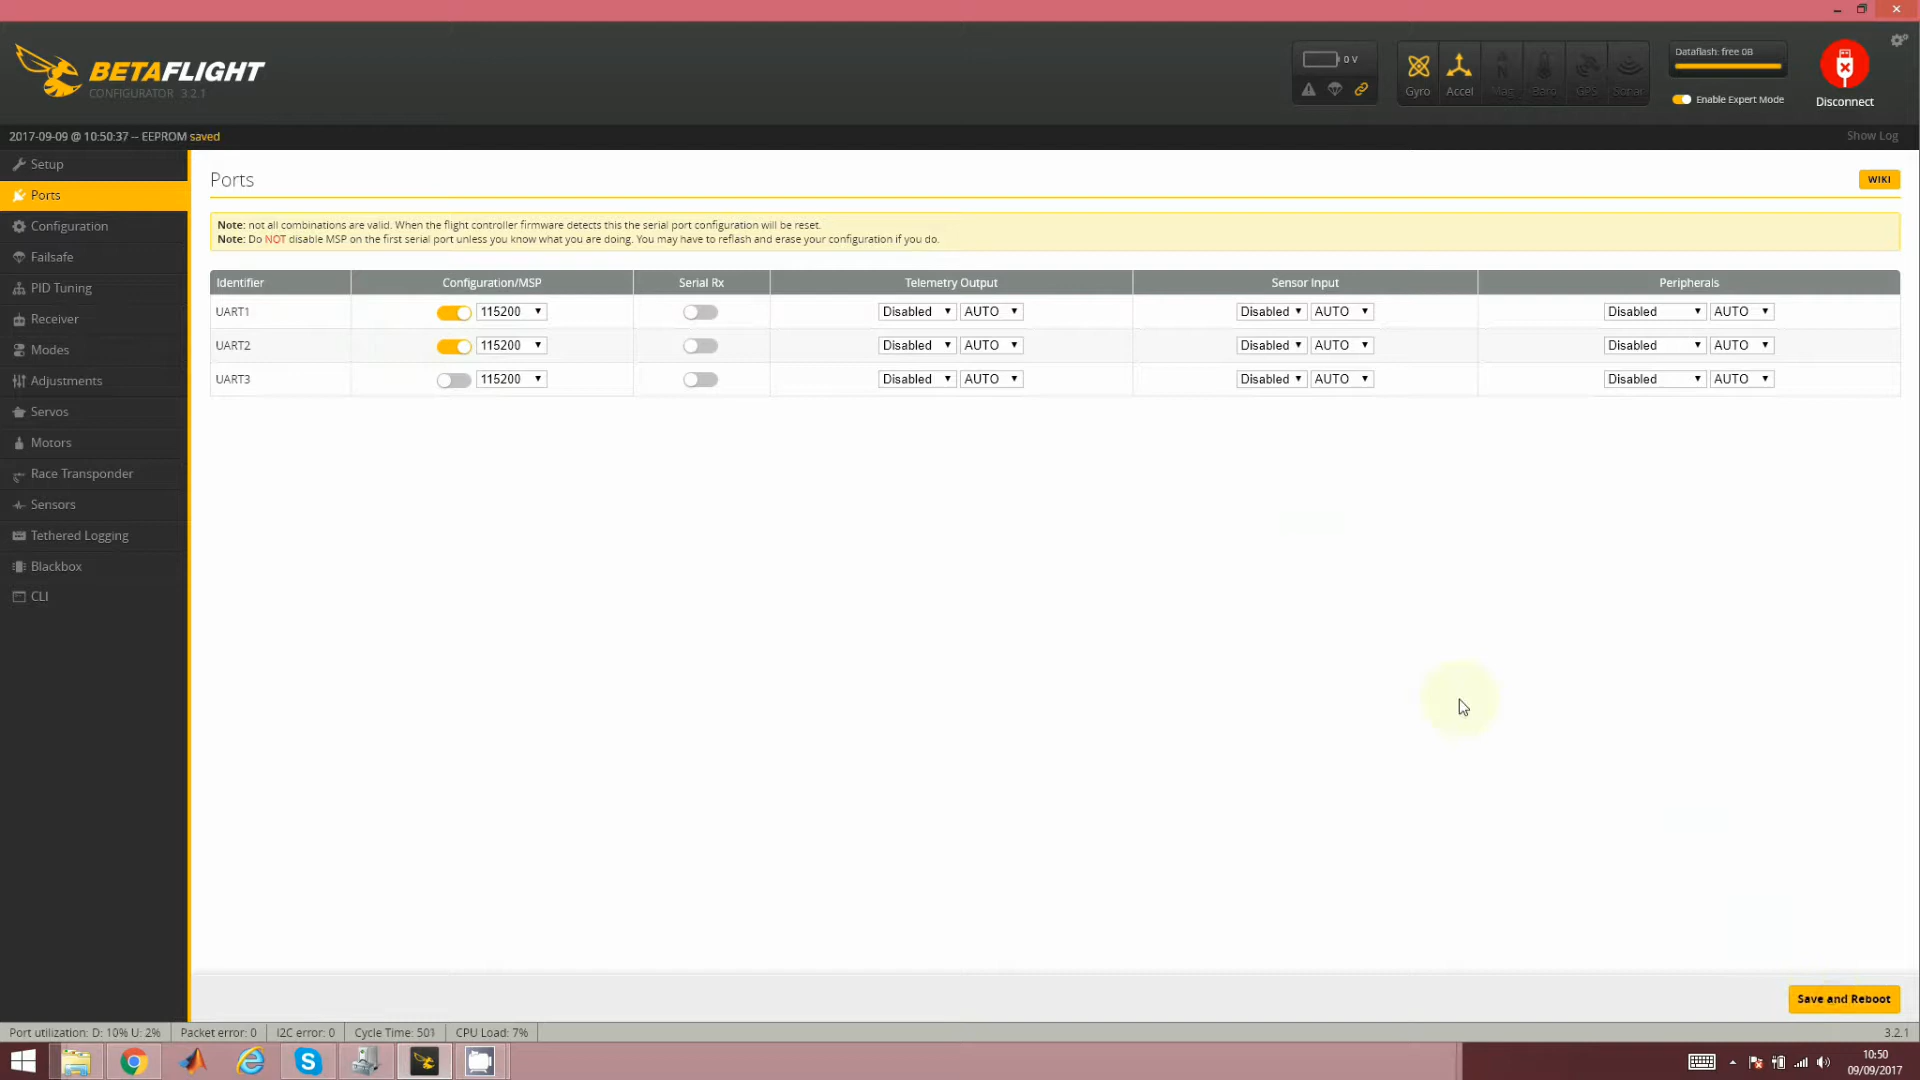 BETAFLIGHT
CONFIGURATOR 3.2.1
0 V
Gyro Accel Mag Baro GPS Sonar
Dataflash: free 0B
Enable Expert Mode
Disconnect
2017-09-09 @ 10:50:37 -- EEPROM saved
Show Log
Setup
Ports
Configuration
Failsafe
PID Tuning
Receiver
Modes
Adjustments
Servos
Motors
Race Transponder
Sensors
Tethered Logging
Blackbox
CLI
Ports
WIKI
Note: not all combinations are valid. When the flight controller firmware detects this the serial port configuration will be reset.
Note: Do NOT disable MSP on the first serial port unless you know what you are doing. You may have to reflash and erase your configuration if you do.
Identifier Configuration/MSP Serial Rx Telemetry Output Sensor Input Peripherals
UART1 115200 Disabled AUTO Disabled AUTO Disabled AUTO
UART2 115200 Disabled AUTO Disabled AUTO Disabled AUTO
UART3 115200 Disabled AUTO Disabled AUTO Disabled AUTO
Save and Reboot
Port utilization: D: 10% U: 2% Packet error: 0 I2C error: 0 Cycle Time: 501 CPU Load: 7%
3.2.1
10:50
09/09/2017